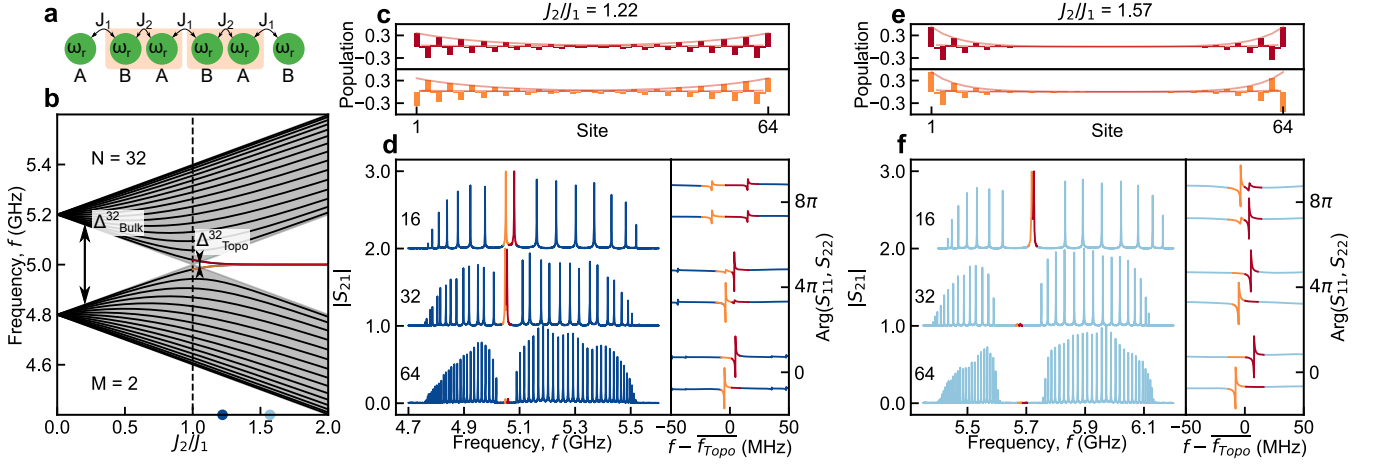 a
J₁ J₂ J₁ J₂ J₁
ωᵣ ωᵣ ωᵣ ωᵣ ωᵣ ωᵣ
A B A B A B
b
Frequency, f (GHz)
5.4
5.2
5.0
4.8
4.6
N = 32
Δ³²Bulk
Δ³²Topo
M = 2
0.0 0.5 1.0 1.5 2.0
J₂/J₁
c
J₂/J₁ = 1.22
Population
0.3
−0.3
0.3
−0.3
1 Site 64
d
|S₂₁|
3.0
2.0
1.0
0.0
16
32
64
4.7 4.9 5.1 5.3 5.5
Frequency, f (GHz)
8π
4π
0
Arg(S₁₁, S₂₂)
−50 0 50
f − f̅T̅o̅p̅o̅ (MHz)
e
J₂/J₁ = 1.57
Population
0.3
−0.3
0.3
−0.3
1 Site 64
f
|S₂₁|
3.0
2.0
1.0
0.0
16
32
64
5.5 5.7 5.9 6.1
Frequency, f (GHz)
8π
4π
0
Arg(S₁₁, S₂₂)
−50 0 50
f − f̅T̅o̅p̅o̅ (MHz)